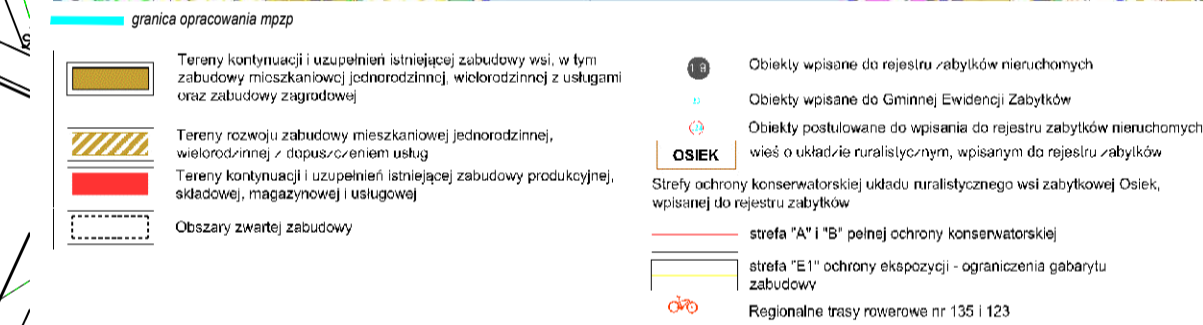 granica opracowania mpzp
Tereny kontynuacji i uzupełnień istniejącej zabudowy wsi, w tym
zabudowy mieszkaniowej jednorodzinnej, wielorodzinnej z usługami
oraz zabudowy zagrodowej
Tereny rozwoju zabudowy mieszkaniowej jednorodzinnej,
wielorodzinnej z dopuszczeniem usług
Tereny kontynuacji i uzupełnień istniejącej zabudowy produkcyjnej,
składowej, magazynowej i usługowej
Obszary zwartej zabudowy
Obiekty wpisane do rejestru zabytków nieruchomych
Obiekty wpisane do Gminnej Ewidencji Zabytków
Obiekty postulowane do wpisania do rejestru zabytków nieruchomych
OSIEK wieś o układzie ruralistycznym, wpisanym do rejestru zabytków
Strefy ochrony konserwatorskiej układu ruralistycznego wsi zabytkowej Osiek,
wpisanej do rejestru zabytków
strefa "A" i "B" pełnej ochrony konserwatorskiej
strefa "E1" ochrony ekspozycji - ograniczenia gabarytu
zabudowy
Regionalne trasy rowerowe nr 135 i 123